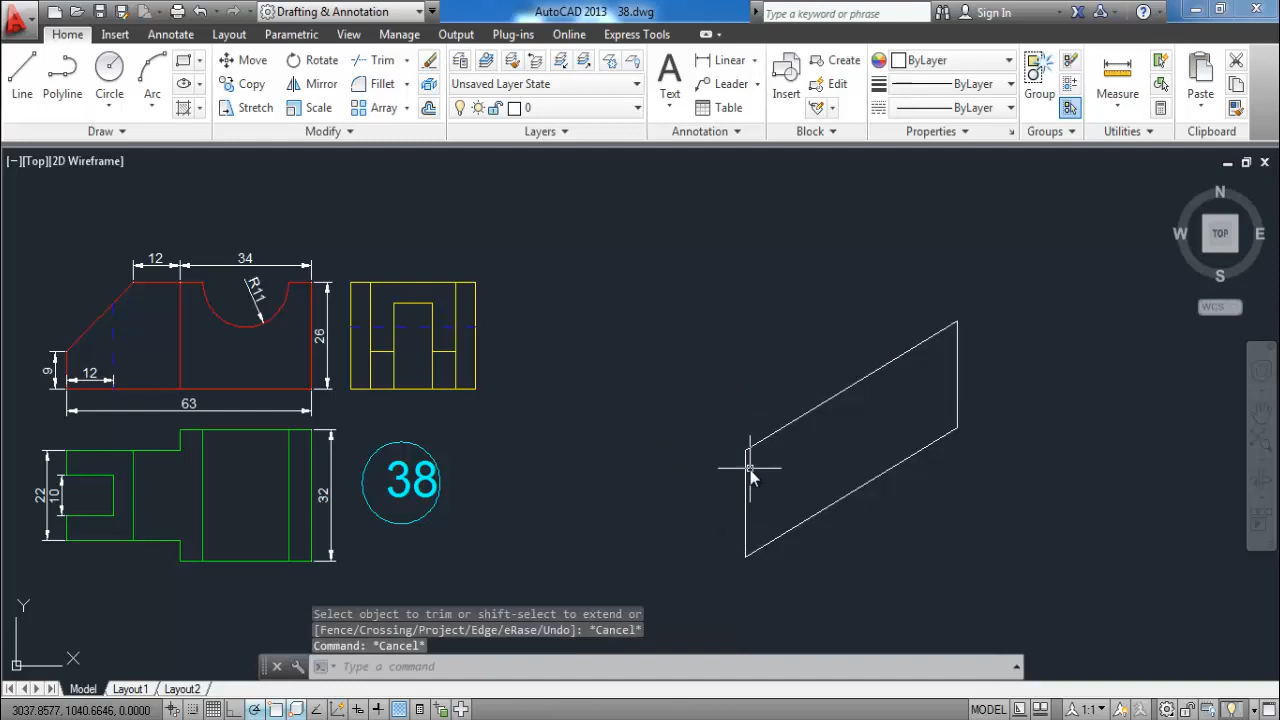 Drafting & Annotation
AutoCAD 2013 38.dwg
Type a keyword or phrase
Sign In
Home Insert Annotate Layout Parametric View Manage Output Plug-ins Online Express Tools
Line Polyline Circle Arc
Draw
Move Rotate Trim
Copy Mirror Fillet
Stretch Scale Array
Modify
Unsaved Layer State
0
Layers
Text
Linear
Leader
Table
Annotation
Insert
Create
Edit
Block
ByLayer
ByLayer
ByLayer
Properties
Group
Groups
Measure
Utilities
Paste
Clipboard
[−][Top][2D Wireframe]
N
W TOP E
S
WCS
12 34
R11
26
9
12
63
22
10
32
38
Y
X
Select object to trim or shift-select to extend or
[Fence/Crossing/Project/Edge/eRase/Undo]: *Cancel*
Command: *Cancel*
Type a command
Model Layout1 Layout2
3037.8577, 1040.6646, 0.0000
MODEL
1:1